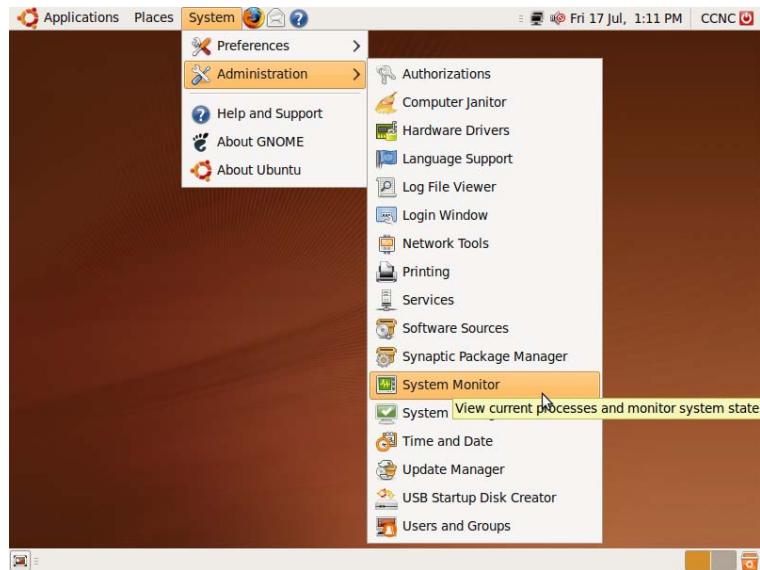 Applications Places System Fri 17 Jul, 1:11 PM CCNC
Preferences
Administration
Help and Support
About GNOME
About Ubuntu
Authorizations
Computer Janitor
Hardware Drivers
Language Support
Log File Viewer
Login Window
Network Tools
Printing
Services
Software Sources
Synaptic Package Manager
System Monitor
View current processes and monitor system state
System
Time and Date
Update Manager
USB Startup Disk Creator
Users and Groups